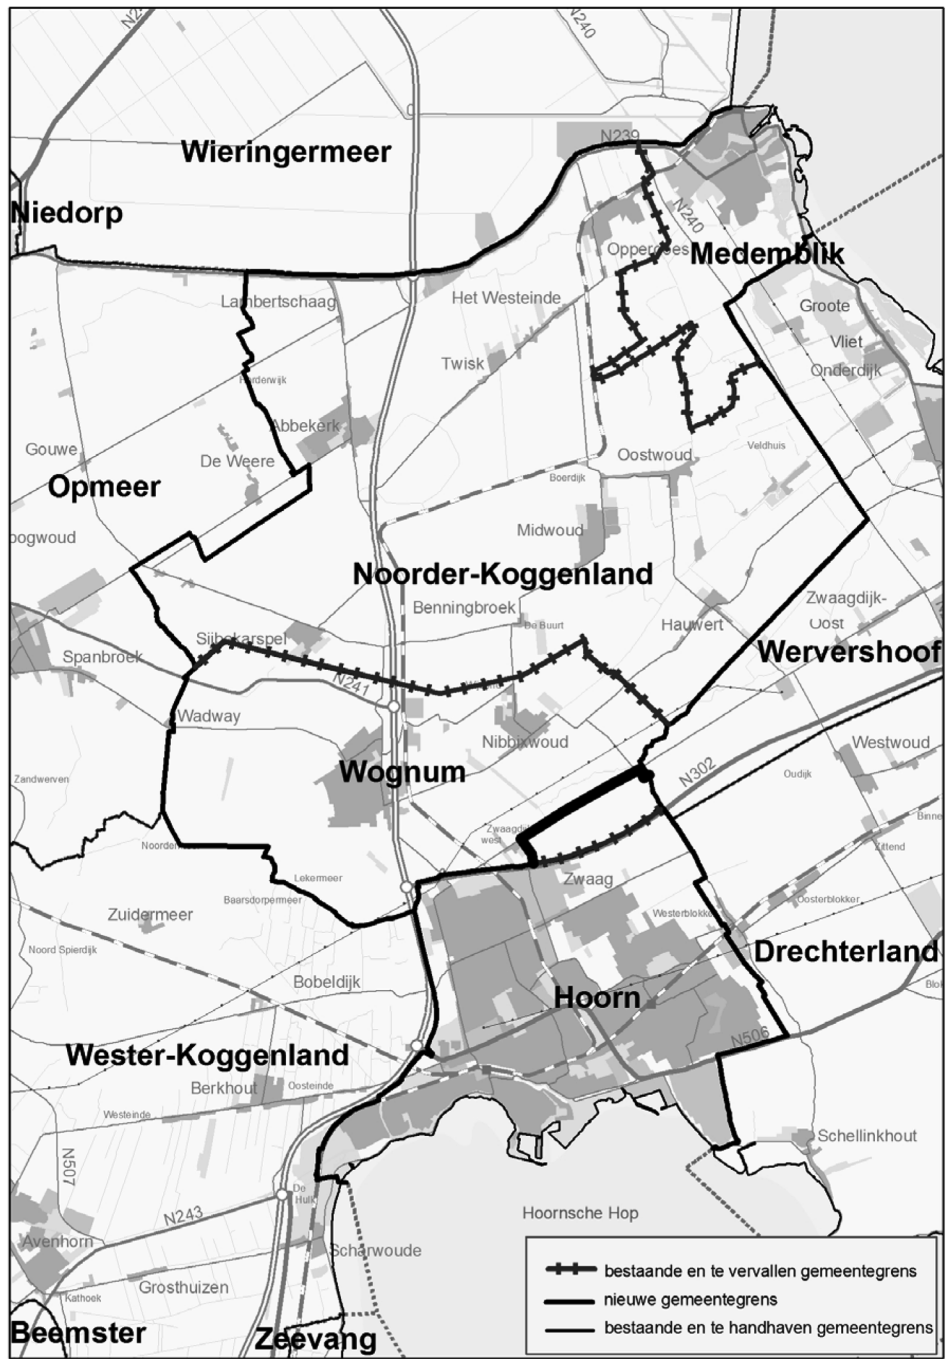 N240
Wieringermeer
N239
Niedorp
N240
Opperdoes
Medemblik
Lambertschaag
Het Westeinde
Groote
Vliet
Twisk
Onderdijk
Harderwijk
Abbekerk
Gouwe
De Weere
Oostwoud
Veldhuis
Opmeer
Boerdijk
Midwoud
oogwoud
Noorder-Koggenland
Benningbroek
Zwaagdijk-
Oost
De Buurt
Hauwert
Sijbekarspel
Spanbroek
Wervershoof
N241
Wadway
Nibbixwoud
Westwoud
Wognum
N302
Oudijk
Zandwerven
Binne
Zwaagdijk
west
Noorden
Zittend
Lekermeer
Zwaag
Baarsdorpermeer
Oosterblokker
Zuidermeer
Westerblokker
Noord Spierdijk
Drechterland
Bobeldijk
Blok
Hoorn
N506
Wester-Koggenland
Berkhout
Oosteinde
Westeinde
Schellinkhout
N507
De
Hulk
Hoornsche Hop
N243
Avenhorn
Scharwoude
Grosthuizen
Kathoek
Beemster
Zeevang
bestaande en te vervallen gemeentegrens
nieuwe gemeentegrens
bestaande en te handhaven gemeentegrens